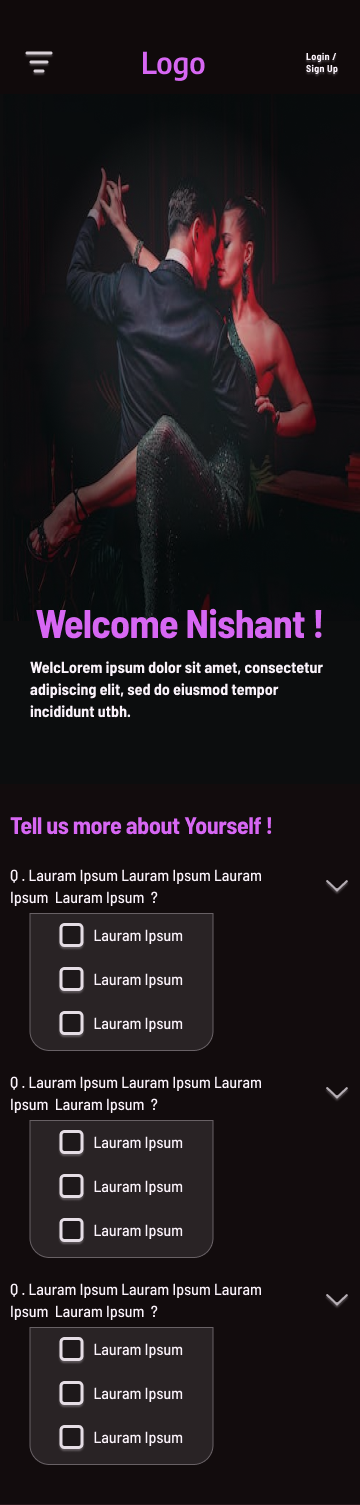 Logo
Login /
Sign Up
Welcome Nishant !
WelcLorem ipsum dolor sit amet, consectetur
adipiscing elit, sed do eiusmod tempor
incididunt utbh.
Tell us more about Yourself !
Q . Lauram Ipsum Lauram Ipsum Lauram
Ipsum  Lauram Ipsum  ?
Lauram Ipsum
Lauram Ipsum
Lauram Ipsum
Q . Lauram Ipsum Lauram Ipsum Lauram
Ipsum  Lauram Ipsum  ?
Lauram Ipsum
Lauram Ipsum
Lauram Ipsum
Q . Lauram Ipsum Lauram Ipsum Lauram
Ipsum  Lauram Ipsum  ?
Lauram Ipsum
Lauram Ipsum
Lauram Ipsum